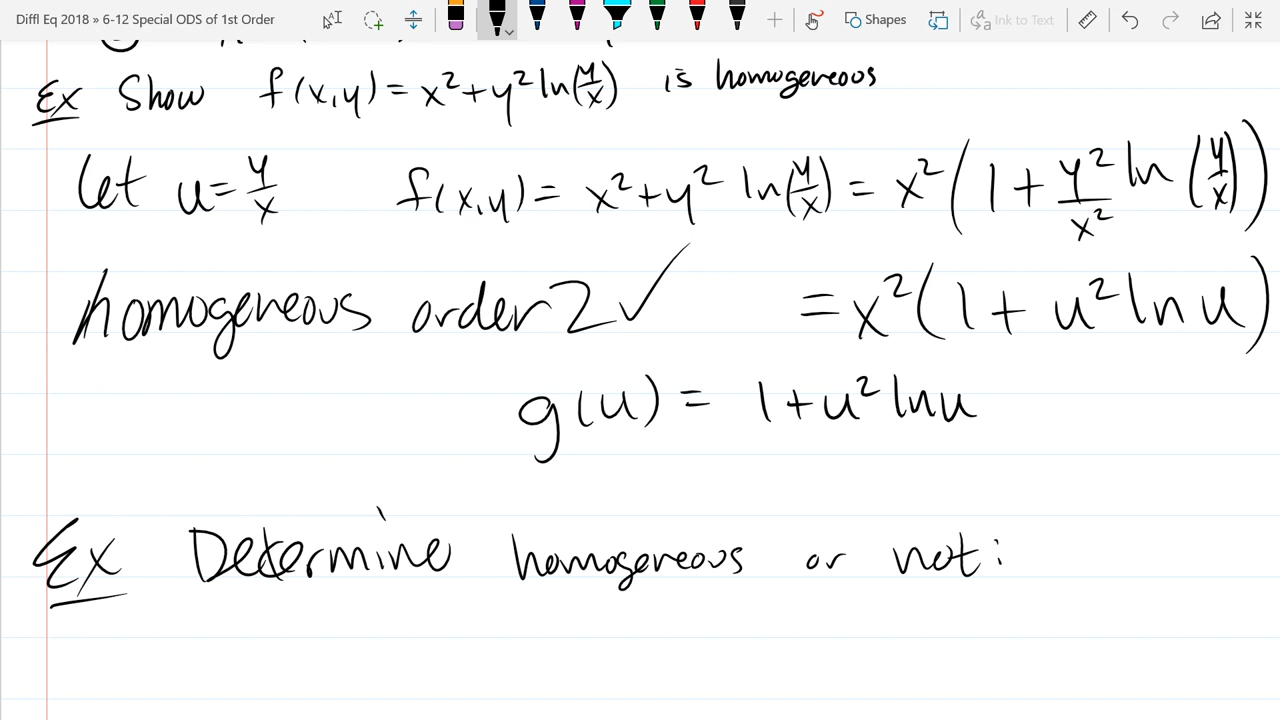 Diffl Eq 2018 » 6-12 Special ODS of 1st Order Shapes Ink to Text
Ex Show f(x,y) = x² + y² ln(y/x) is homogeneous
Let u = y/x f(x,y) = x² + y² ln(y/x) = x² (1 + y²/x² ln(y/x))
homogeneous order 2 ✓ = x² (1 + u² ln u)
g(u) = 1 + u² ln u
Ex Determine homogeneous or not: